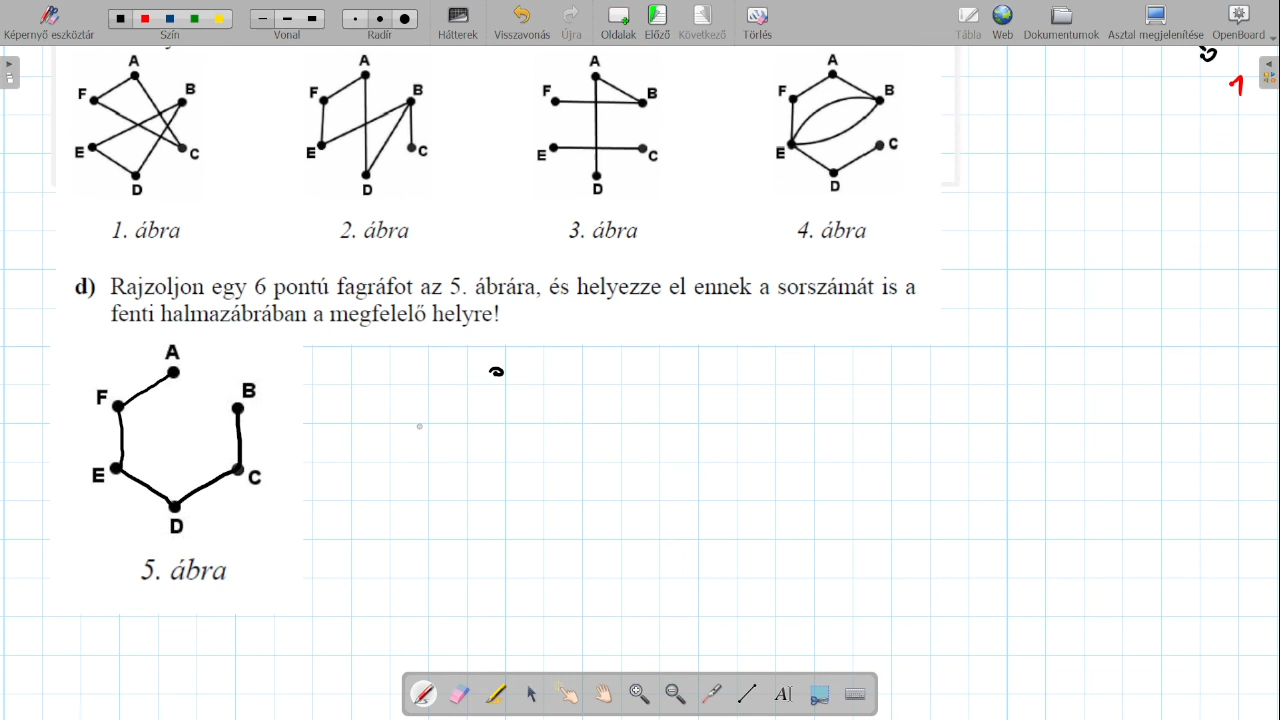 Képernyő eszköztár Szín Vonal Radír Hátterek Visszavonás Újra Oldalak Előző Következő Törlés Tábla Web Dokumentumok Asztal megjelenítése OpenBoard
1
A F B E C D
A F B E C D
A F B E C D
A F B E C D
1. ábra 2. ábra 3. ábra 4. ábra
d) Rajzoljon egy 6 pontú fagráfot az 5. ábrára, és helyezze el ennek a sorszámát is a
fenti halmazábrában a megfelelő helyre!
A
B
F
E C
D
5. ábra
AI